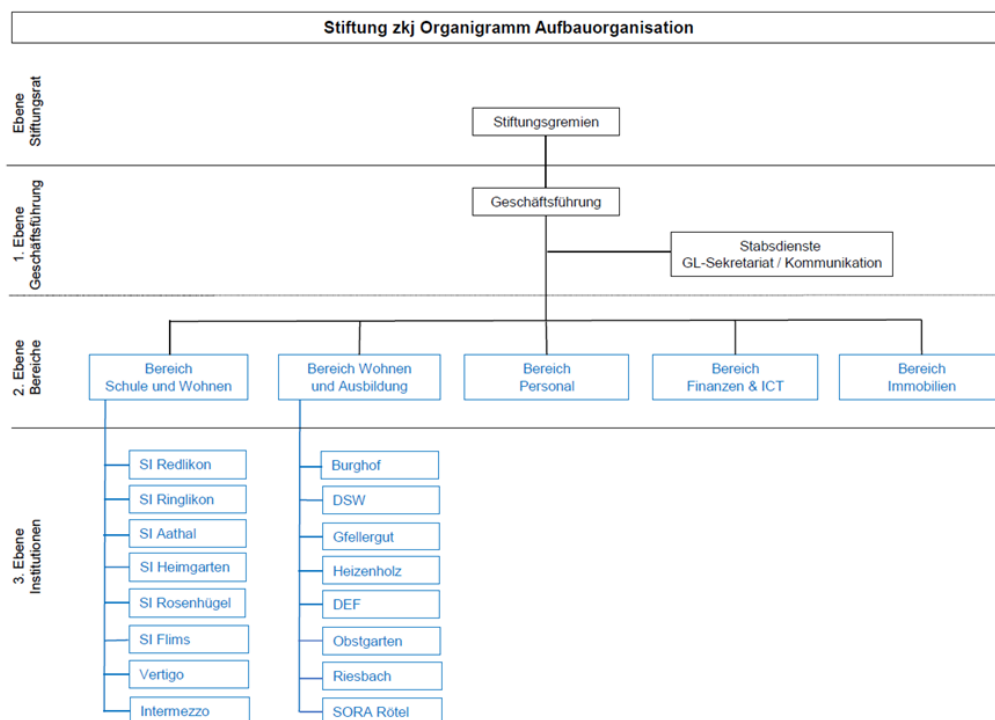 Stiftung zkj Organigramm Aufbauorganisation
Ebene
Stiftungsrat
Stiftungsgremien
1. Ebene
Geschäftsführung
Geschäftsführung
Stabsdienste
GL-Sekretariat / Kommunikation
2. Ebene
Bereiche
Bereich
Schule und Wohnen
Bereich Wohnen
und Ausbildung
Bereich
Personal
Bereich
Finanzen & ICT
Bereich
Immobilien
3. Ebene
Institutionen
SI Redlikon
SI Ringlikon
SI Aathal
SI Heimgarten
SI Rosenhügel
SI Flims
Vertigo
Intermezzo
Burghof
DSW
Gfellergut
Heizenholz
DEF
Obstgarten
Riesbach
SORA Rötel